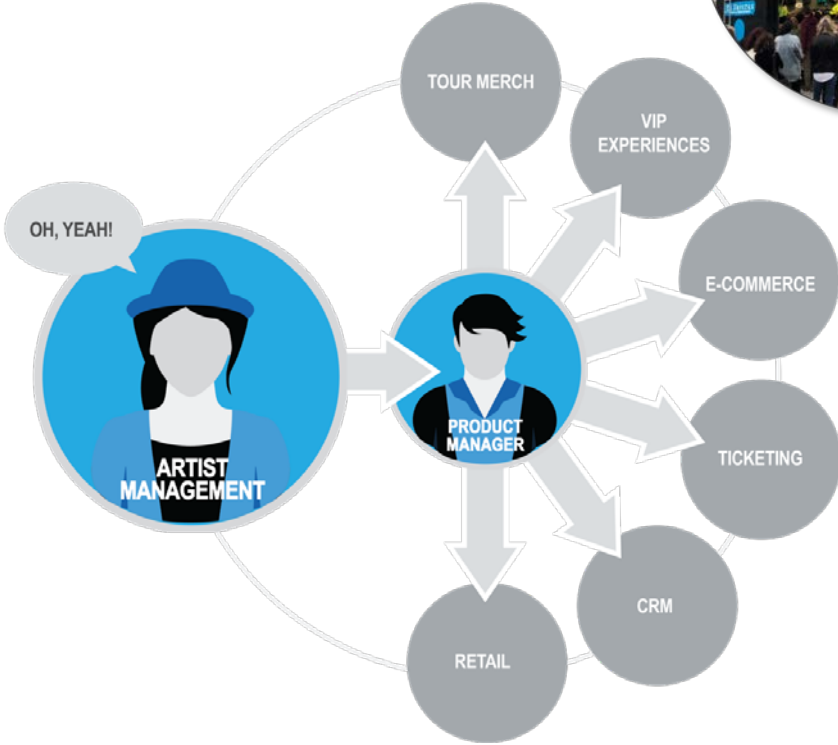 TOUR MERCH
VIP
EXPERIENCES
OH, YEAH!
E-COMMERCE
ARTIST
MANAGEMENT
PRODUCT
MANAGER
TICKETING
CRM
RETAIL